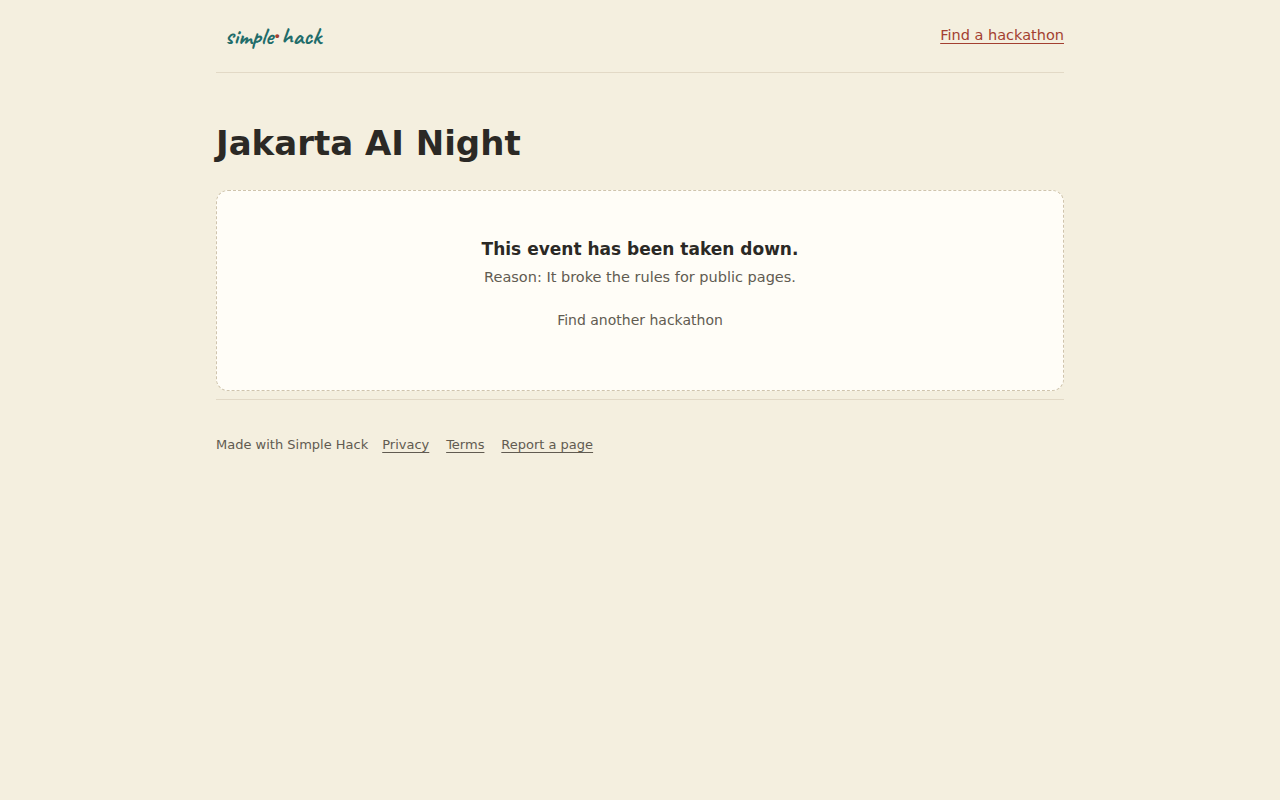 simple hack
Find a hackathon
Jakarta AI Night
This event has been taken down.
Reason: It broke the rules for public pages.
Find another hackathon
Made with Simple Hack Privacy Terms Report a page